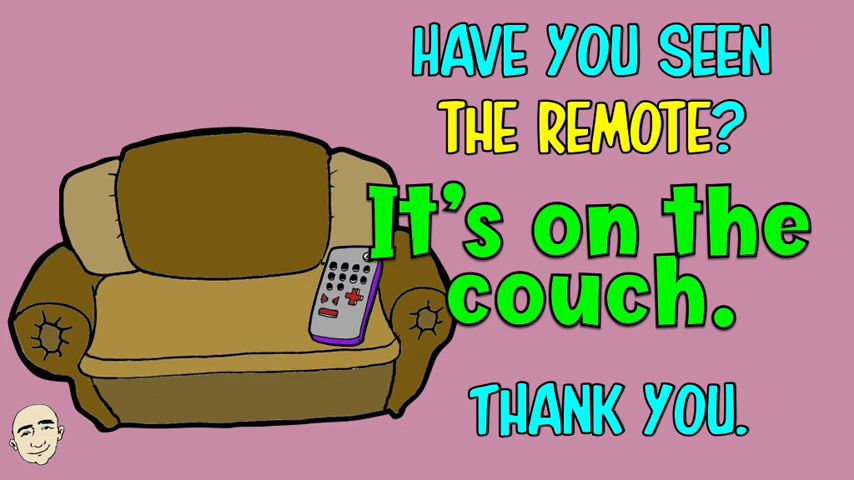 HAVE YOU SEEN
THE REMOTE?
It's on the
couch.
THANK YOU.